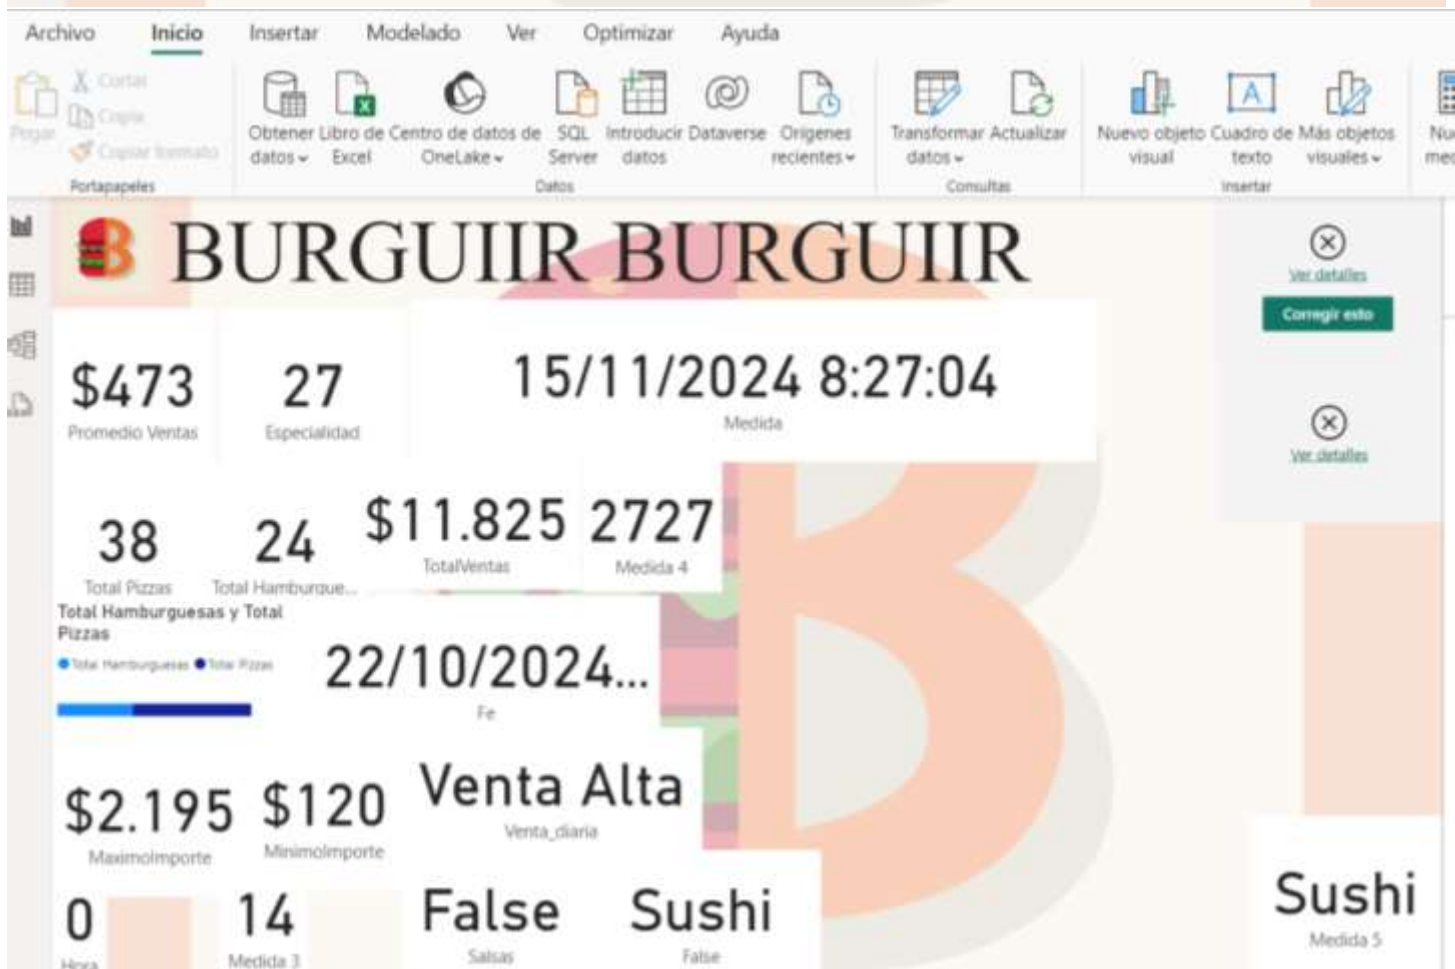 Archivo Inicio Insertar Modelado Ver Optimizar Ayuda
Pegar
Cortar
Copia
Copiar formato
Portapapeles
Obtener datos
Libro de Excel
Centro de datos de OneLake
SQL Server
Introducir datos
Dataverse
Orígenes recientes
Datos
Transformar datos
Actualizar
Consultas
Nuevo objeto visual
Cuadro de texto
Más objetos visuales
Insertar
B BURGUIIR BURGUIIR
Ver detalles
Corregir esto
$473
Promedio Ventas
27
Especialidad
15/11/2024 8:27:04
Medida
Ver detalles
38
Total Pizzas
24
Total Hamburgue...
$11.825
TotalVentas
2727
Medida 4
Total Hamburguesas y Total
Pizzas
Total Hamburguesas Total Pizzas
22/10/2024...
Fe
$2.195
MaximoImporte
$120
MinimoImporte
Venta Alta
Venta_diaria
0
Hora
14
Medida 3
False
Salsas
Sushi
False
Sushi
Medida 5